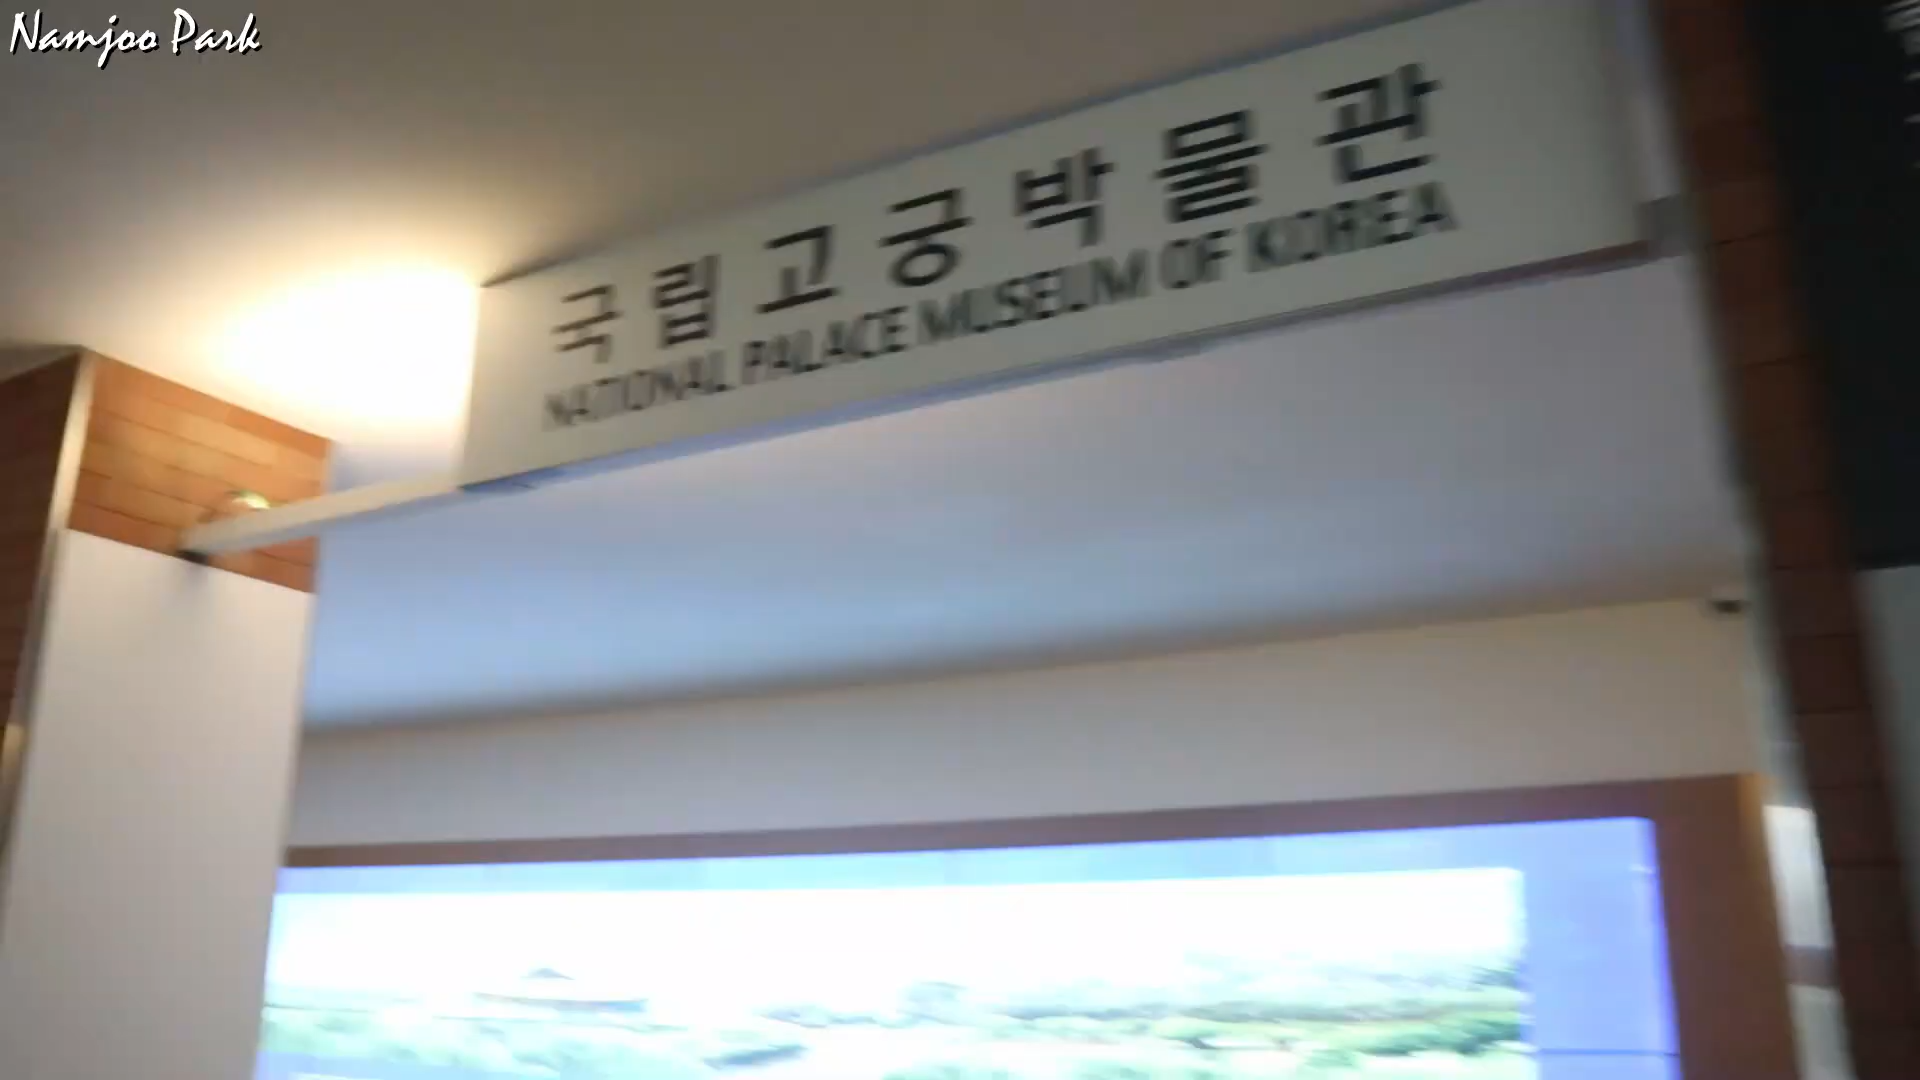 Namjoo Park
국립고궁박물관
NATIONAL PALACE MUSEUM OF KOREA